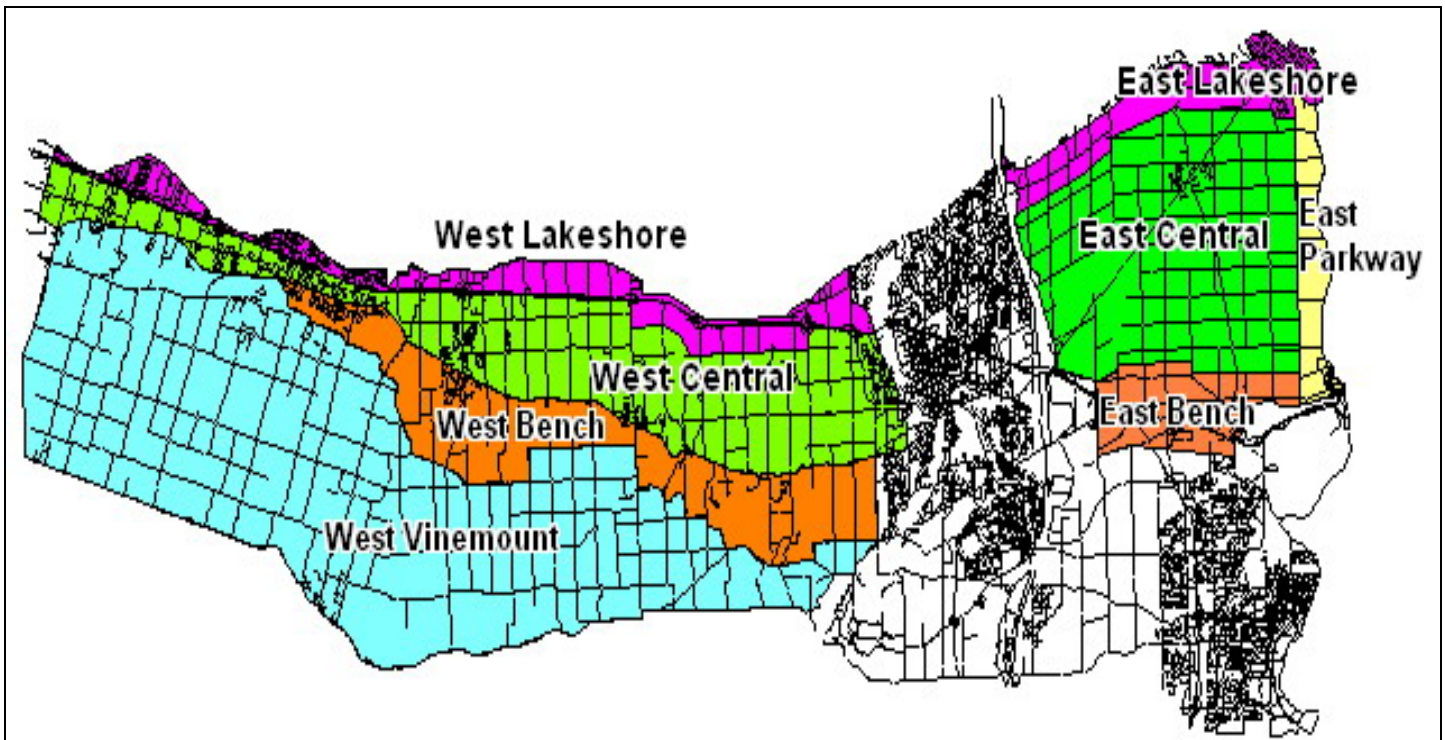 East Lakeshore
West Lakeshore
East Central
East
Parkway
West Central
East Bench
West Bench
West Vinemount